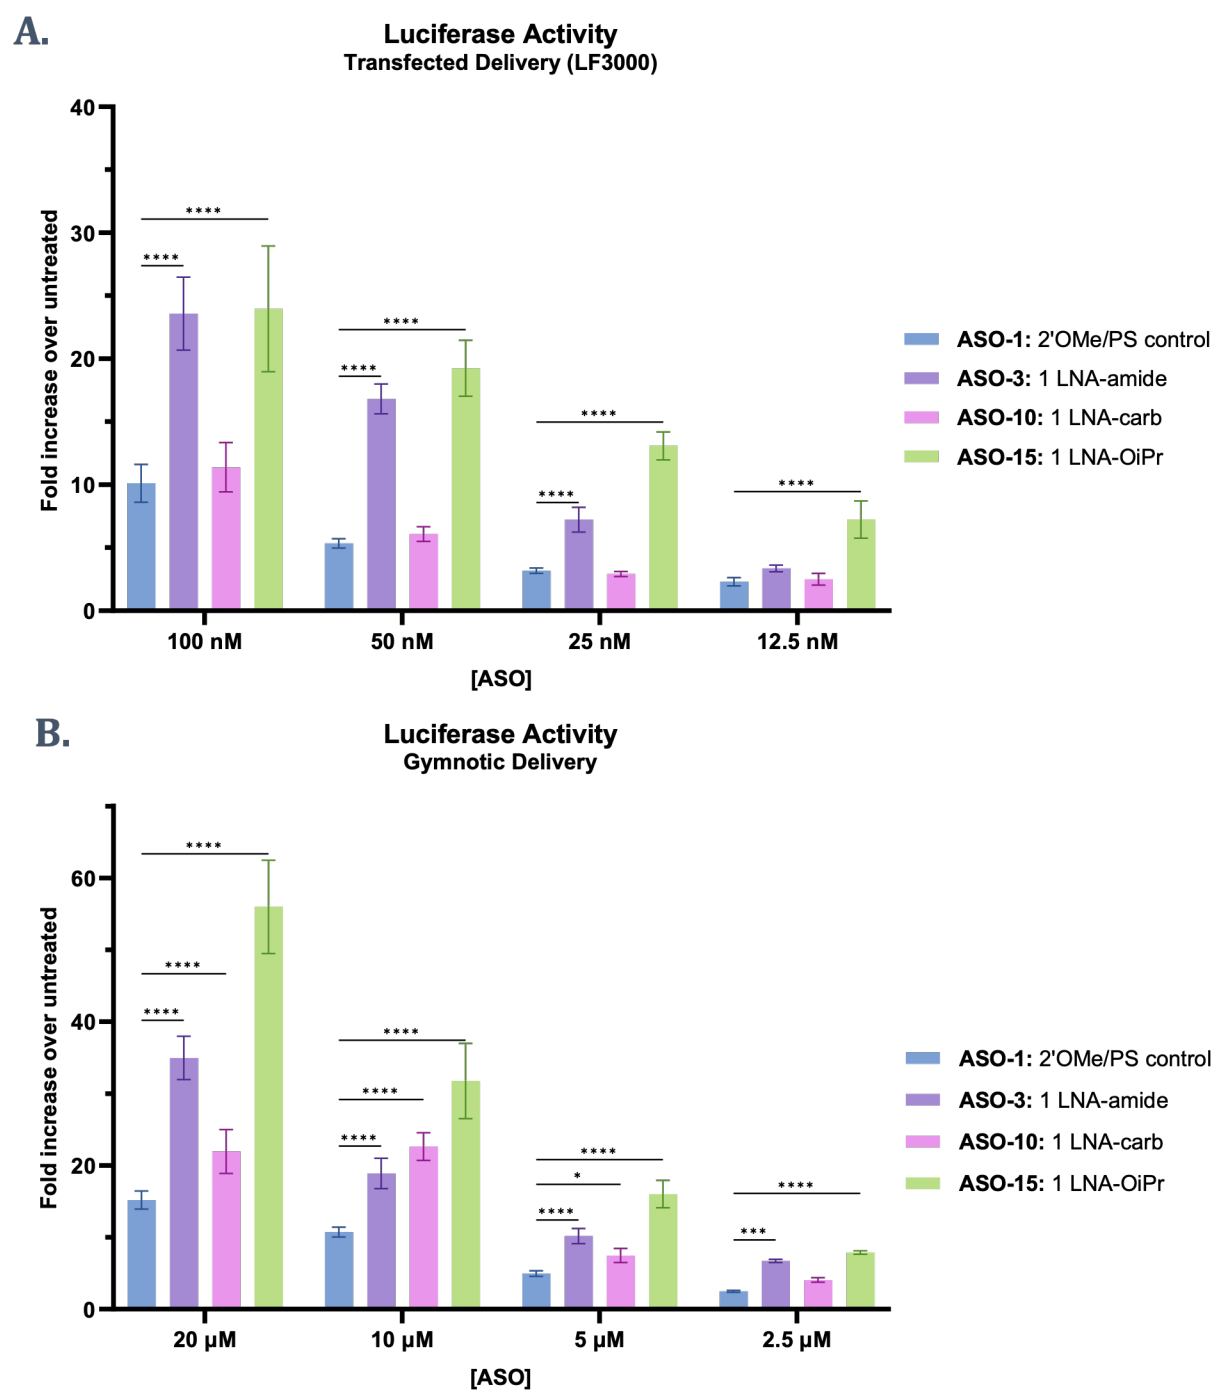 A.
Luciferase Activity
Transfected Delivery (LF3000)
Fold increase over untreated
40
30
20
10
0
****
****
****
****
****
****
****
100 nM
50 nM
25 nM
12.5 nM
[ASO]
ASO-1: 2'OMe/PS control
ASO-3: 1 LNA-amide
ASO-10: 1 LNA-carb
ASO-15: 1 LNA-OiPr
B.
Luciferase Activity
Gymnotic Delivery
Fold increase over untreated
60
40
20
0
****
****
****
****
****
****
****
*
****
****
***
20 µM
10 µM
5 µM
2.5 µM
[ASO]
ASO-1: 2'OMe/PS control
ASO-3: 1 LNA-amide
ASO-10: 1 LNA-carb
ASO-15: 1 LNA-OiPr